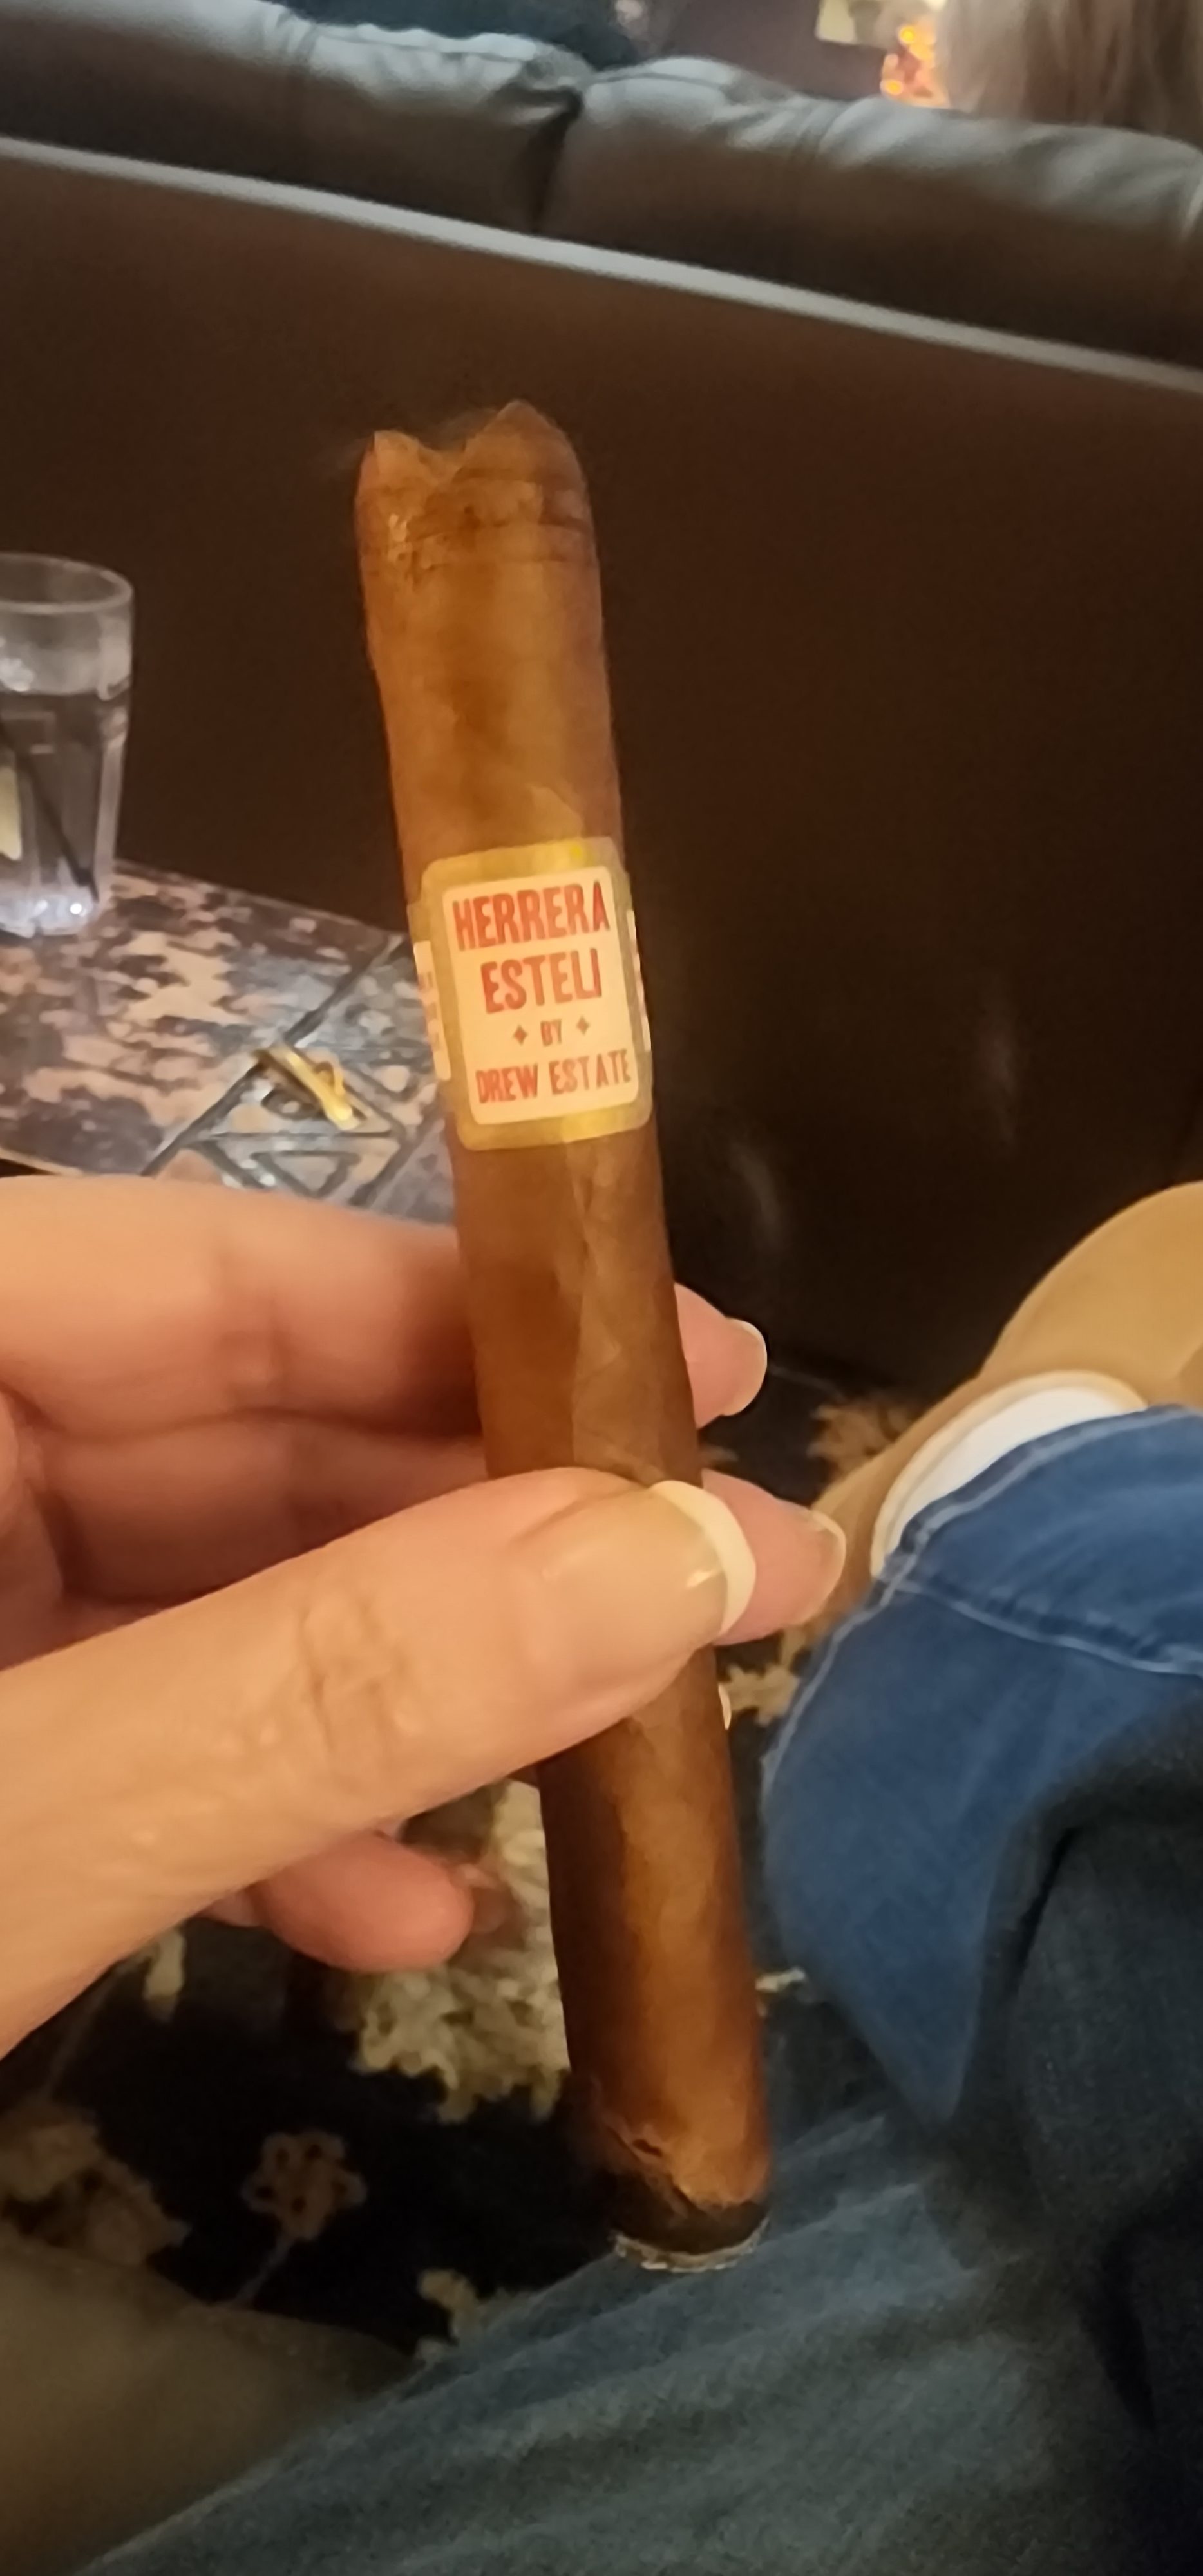 HERRERA
ESTELI
✦ BY ✦
DREW ESTATE